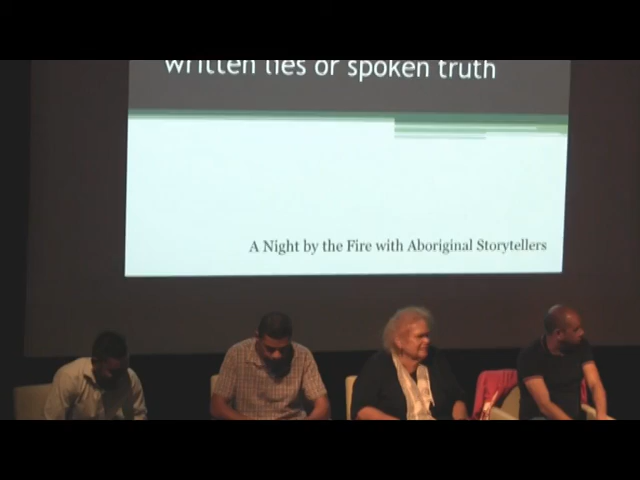 written lies or spoken truth
A Night by the Fire with Aboriginal Storytellers